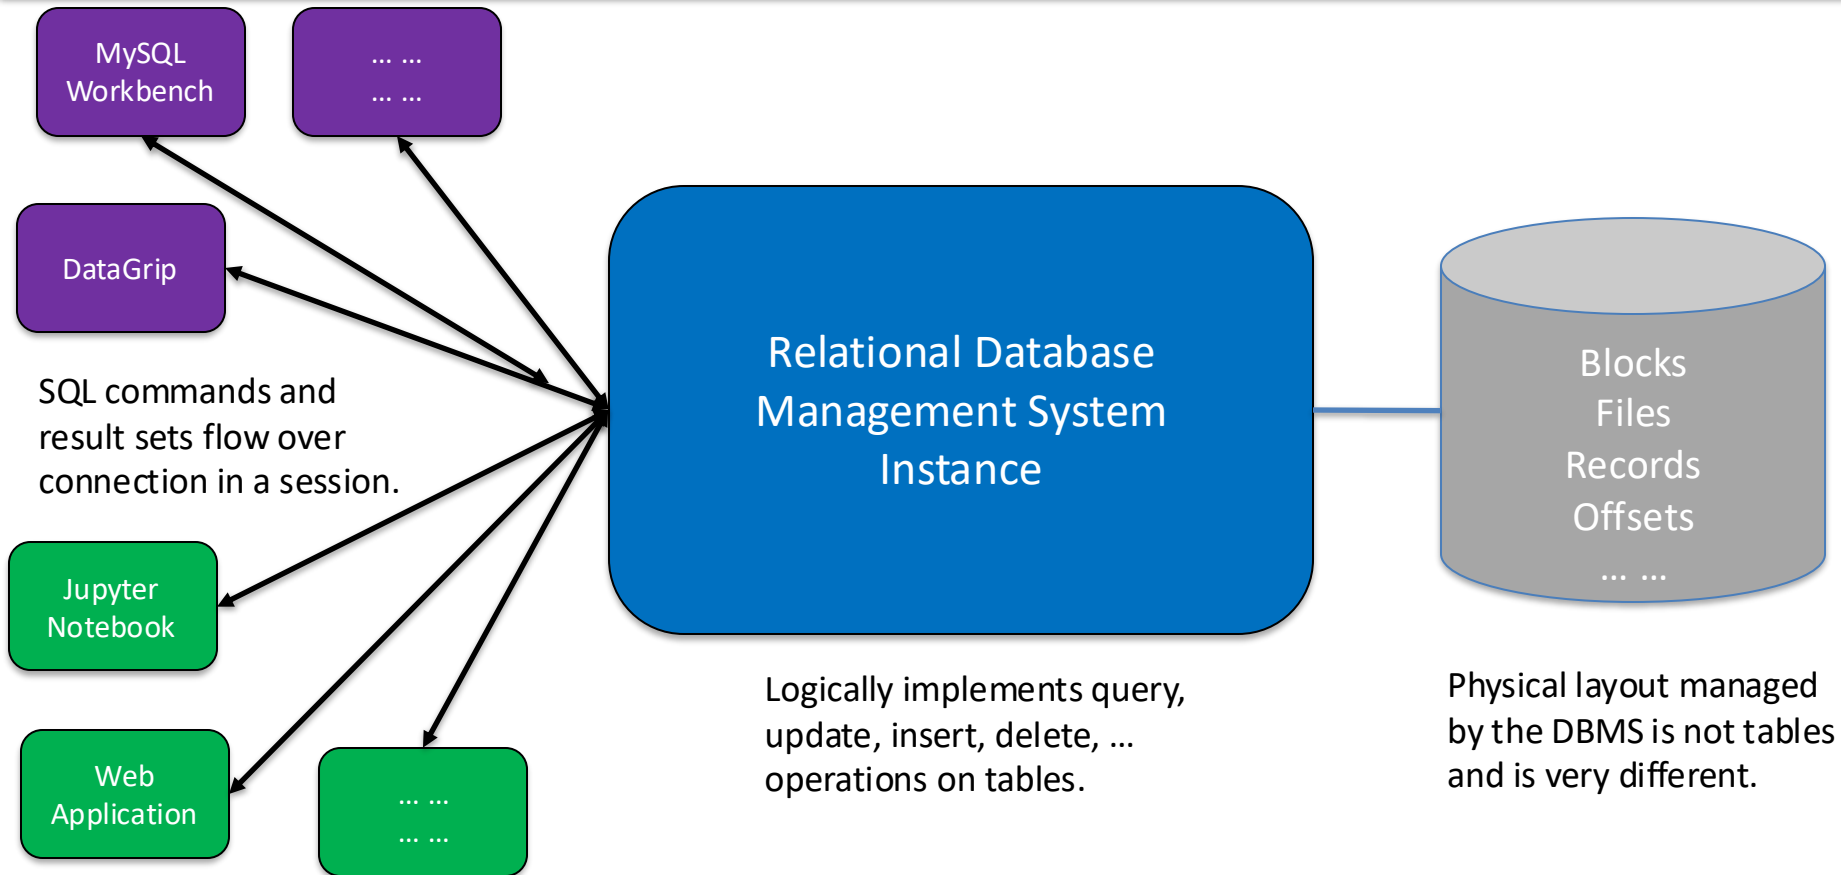 MySQL
Workbench
... ...
... ...
DataGrip
SQL commands and
result sets flow over
connection in a session.
Jupyter
Notebook
Web
Application
... ...
... ...
Relational Database
Management System
Instance
Logically implements query,
update, insert, delete, ...
operations on tables.
Blocks
Files
Records
Offsets
... ...
Physical layout managed
by the DBMS is not tables
and is very different.